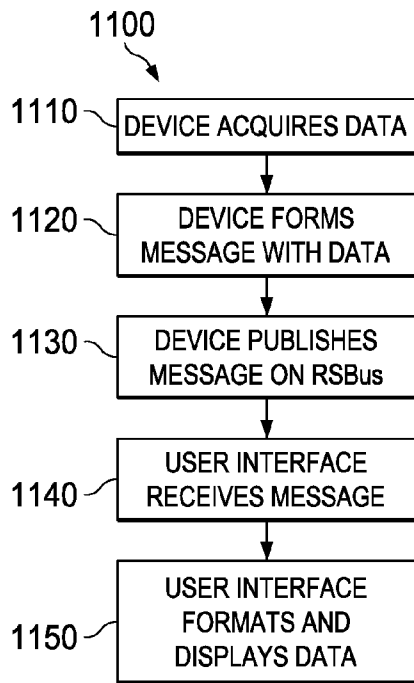 1100
1110
DEVICE ACQUIRES DATA
1120
DEVICE FORMS
MESSAGE WITH DATA
1130
DEVICE PUBLISHES
MESSAGE ON RSBus
1140
USER INTERFACE
RECEIVES MESSAGE
1150
USER INTERFACE
FORMATS AND
DISPLAYS DATA